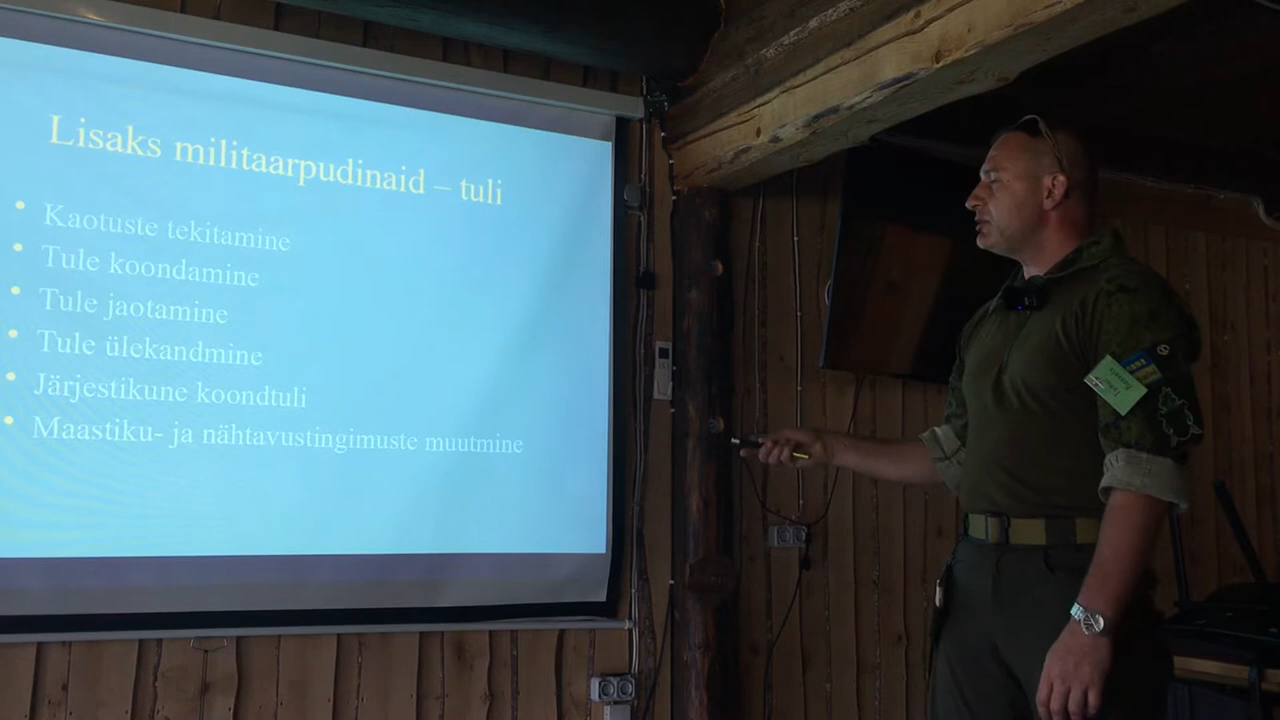 Lisaks militaarpudinaid – tuli
• Kaotuste tekitamine
• Tule koondamine
• Tule jaotamine
• Tule ülekandmine
• Järjestikune koondtuli
• Maastiku- ja nähtavustingimuste muutmine